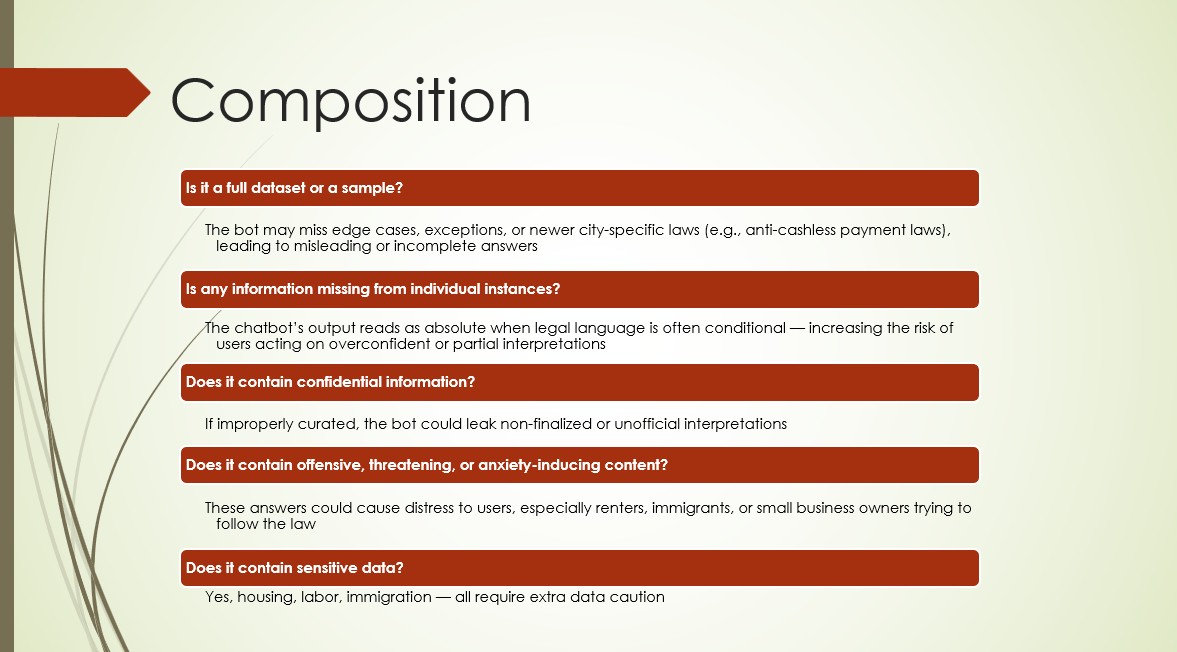 Composition
Is it a full dataset or a sample?
The bot may miss edge cases, exceptions, or newer city-specific laws (e.g., anti-cashless payment laws),
leading to misleading or incomplete answers
Is any information missing from individual instances?
The chatbot’s output reads as absolute when legal language is often conditional — increasing the risk of
users acting on overconfident or partial interpretations
Does it contain confidential information?
If improperly curated, the bot could leak non-finalized or unofficial interpretations
Does it contain offensive, threatening, or anxiety-inducing content?
These answers could cause distress to users, especially renters, immigrants, or small business owners trying to
follow the law
Does it contain sensitive data?
Yes, housing, labor, immigration — all require extra data caution